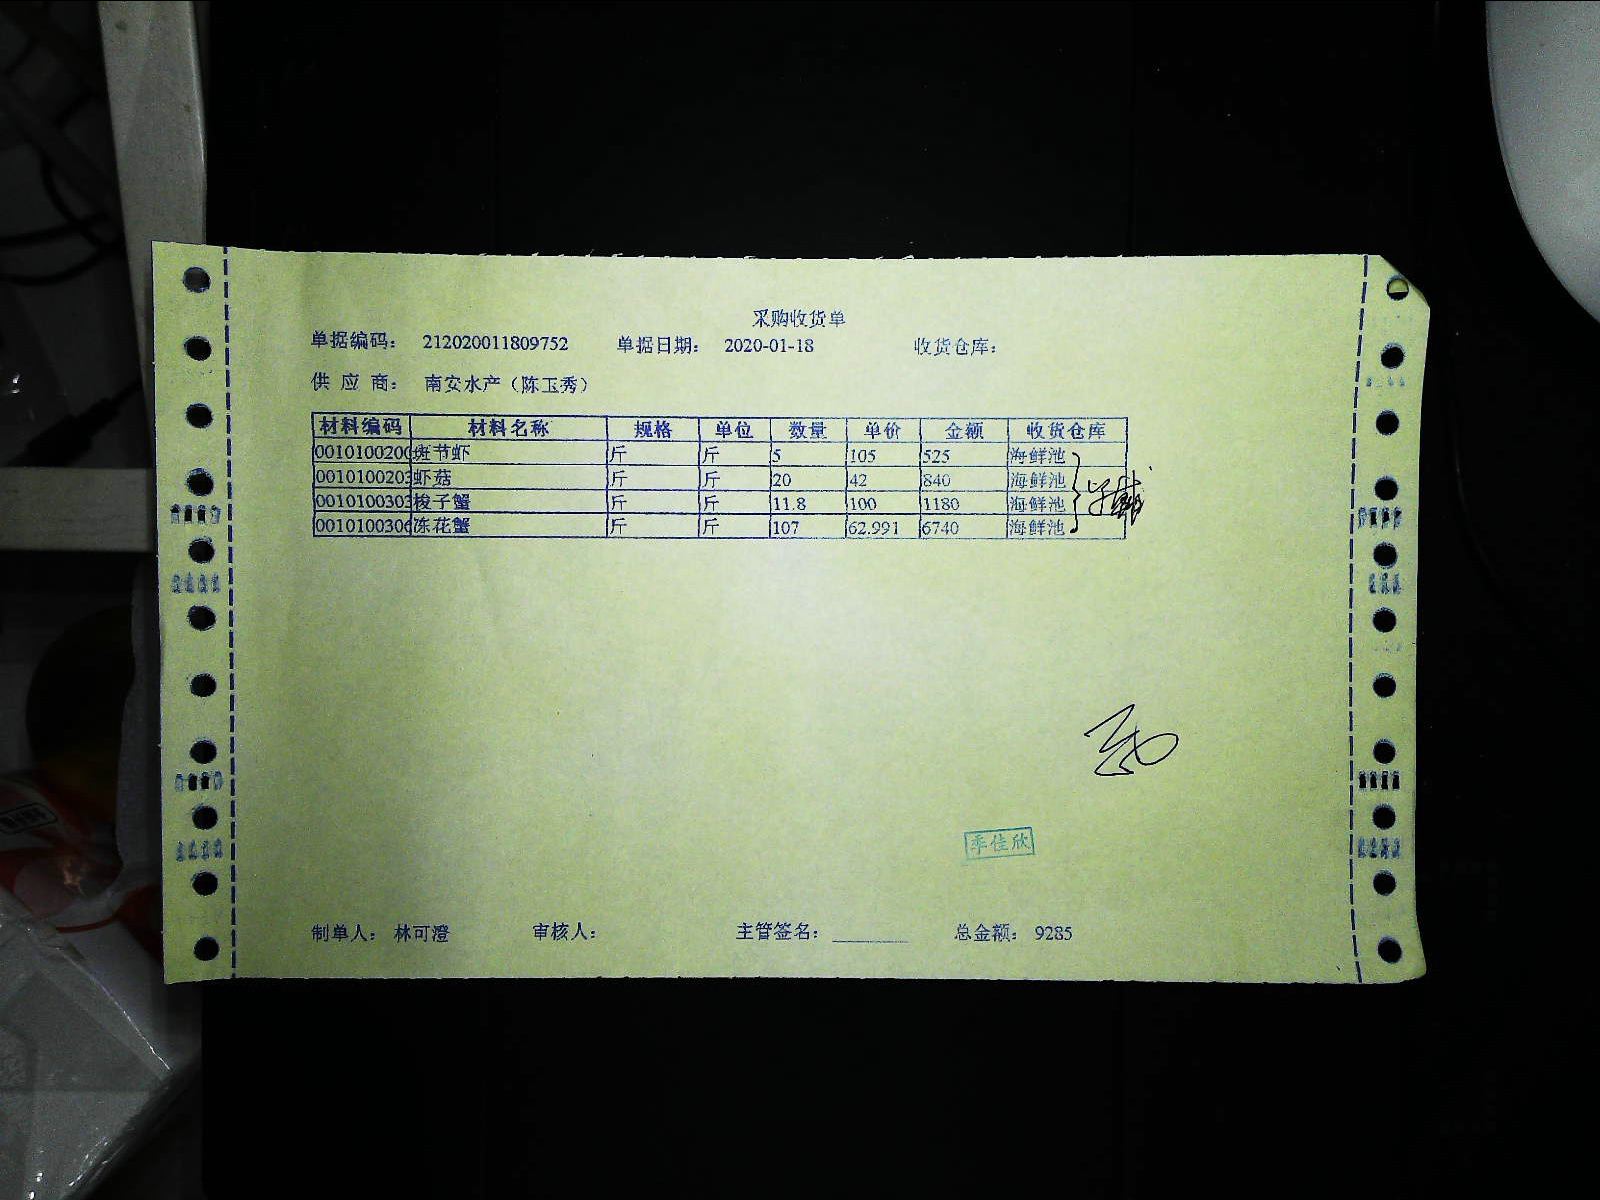 采购收货单
单据编码： 212020011809752 单据日期： 2020-01-18 收货仓库：
供 应 商： 南安水产（陈玉秀）
材料编码 材料名称 规格 单位 数量 单价 金额 收货仓库
0010100200 斑节虾 斤 斤 5 105 525 海鲜池
0010100203 虾菇 斤 斤 20 42 840 海鲜池
0010100303 梭子蟹 斤 斤 11.8 100 1180 海鲜池
0010100306 冻花蟹 斤 斤 107 62.991 6740 海鲜池
季佳欣
制单人： 林可澄 审核人： 主管签名： 总金额： 9285